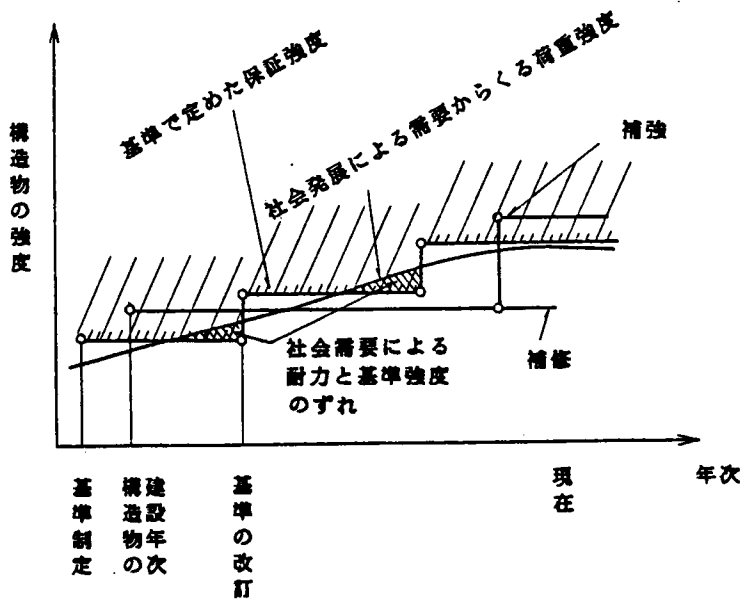 構造物の強度
基準で定めた保証強度
社会発展による需要からくる荷重強度
補強
社会需要による
耐力と基準強度
のずれ
補修
基準制定
構造物の
建設年次
基準の改訂
現在
年次